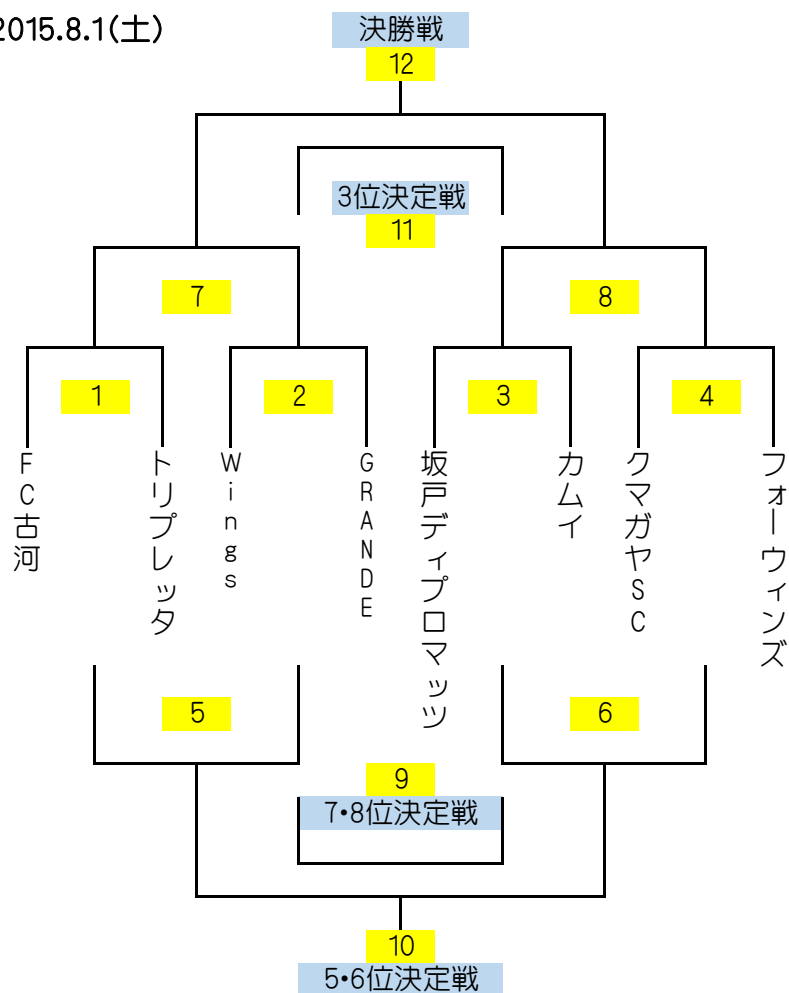 2015.8.1(土)
決勝戦
12
3位決定戦
11
7
8
1
2
3
4
FC古河
トリプレッタ
Wings
GRANDE
坂戸ディプロマッツ
カムイ
クマガヤSC
フォーウィンズ
5
6
9
7・8位決定戦
10
5・6位決定戦